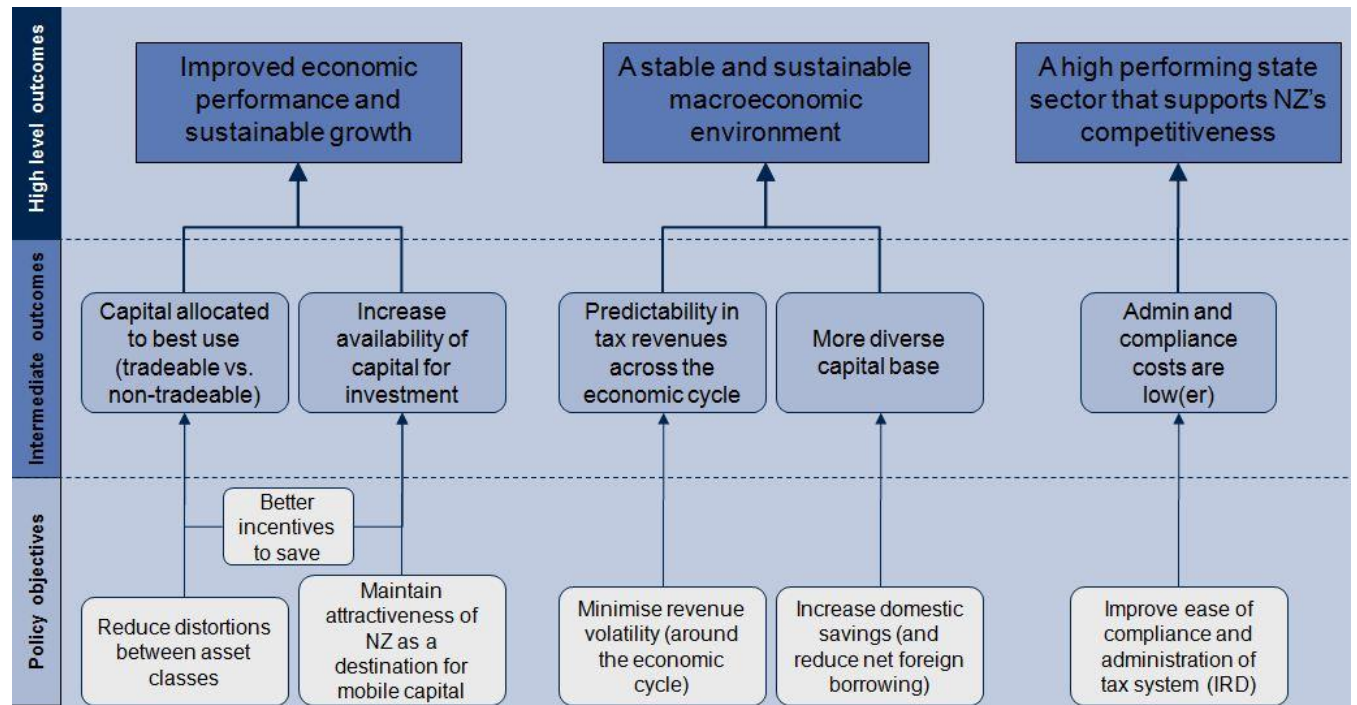 High level outcomes
Improved economic
performance and
sustainable growth
A stable and sustainable
macroeconomic
environment
A high performing state
sector that supports NZ's
competitiveness
Intermediate outcomes
Capital allocated
to best use
(tradeable vs.
non-tradeable)
Increase
availability of
capital for
investment
Predictability in
tax revenues
across the
economic cycle
More diverse
capital base
Admin and
compliance
costs are
low(er)
Policy objectives
Better
incentives
to save
Reduce distortions
between asset
classes
Maintain
attractiveness of
NZ as a
destination for
mobile capital
Minimise revenue
volatility (around
the economic
cycle)
Increase domestic
savings (and
reduce net foreign
borrowing)
Improve ease of
compliance and
administration of
tax system (IRD)